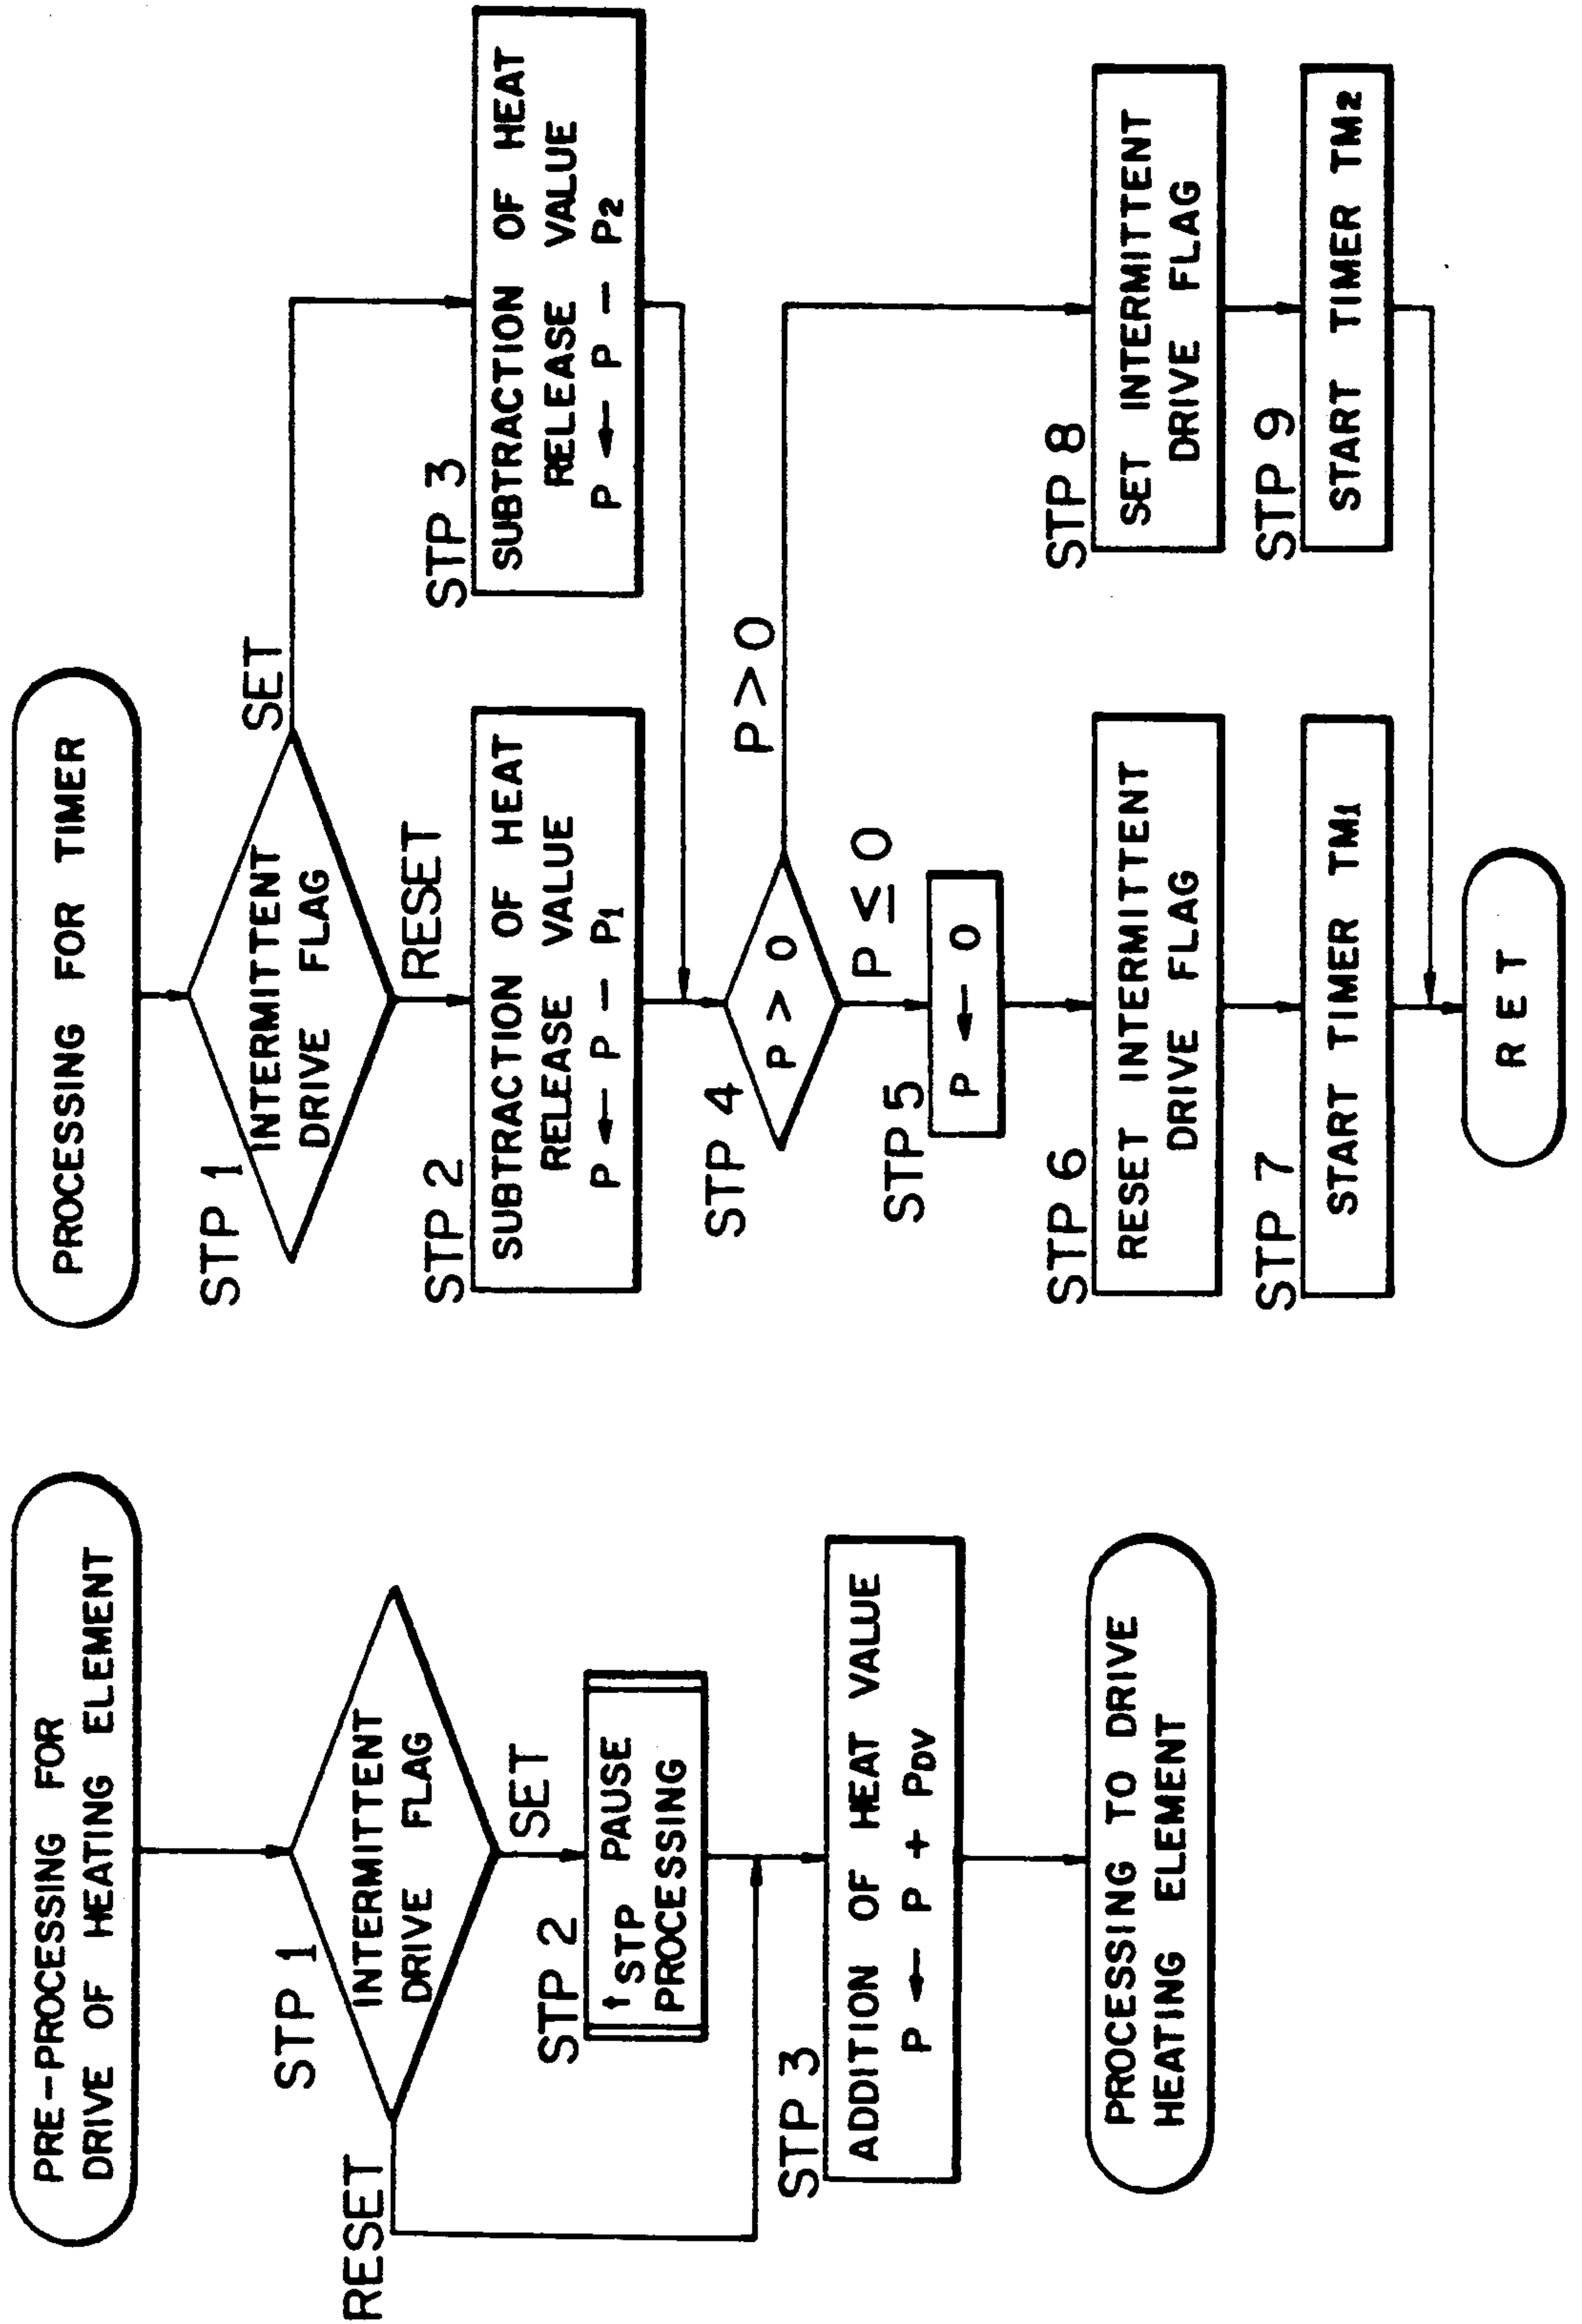 PRE-PROCESSING FOR
DRIVE OF HEATING ELEMENT
STP 1
INTERMITTENT
DRIVE FLAG
RESET
SET
STP 2
tSTP PAUSE
PROCESSING
STP 3
ADDITION OF HEAT VALUE
P ← P + PDV
PROCESSING TO DRIVE
HEATING ELEMENT
PROCESSING FOR TIMER
STP 1
INTERMITTENT
DRIVE FLAG
SET
RESET
STP 2
SUBTRACTION OF HEAT
RELEASE VALUE
P ← P – P1
STP 3
SUBTRACTION OF HEAT
RELEASE VALUE
P ← P – P2
STP 4
P > 0
P > 0
P ≤ 0
STP 5
P ← 0
STP 6
RESET INTERMITTENT
DRIVE FLAG
STP 7
START TIMER TM1
STP 8
SET INTERMITTENT
DRIVE FLAG
STP 9
START TIMER TM2
RET